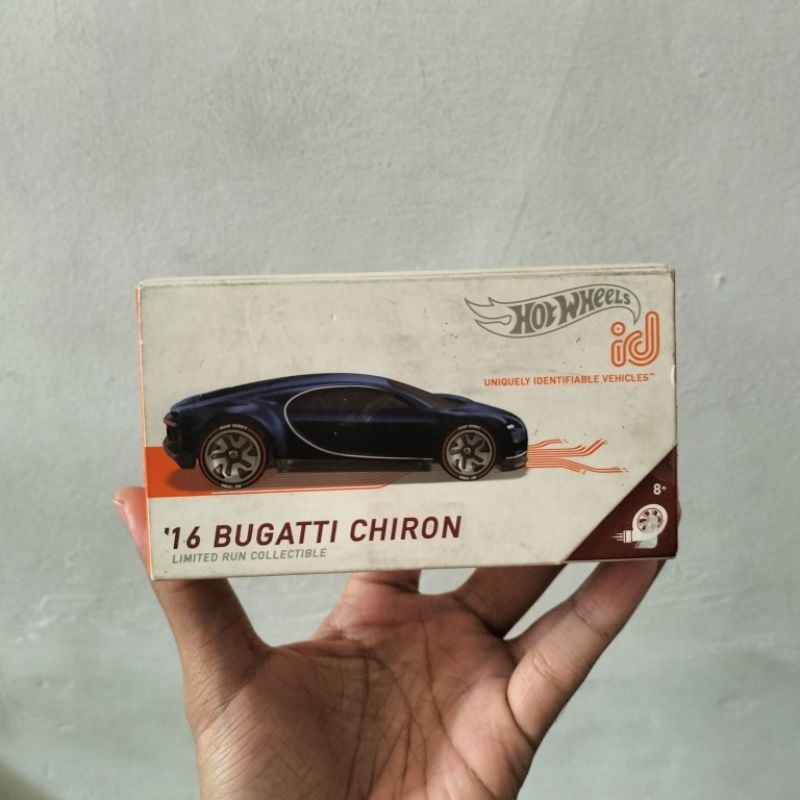 HOT WHEELS
id
UNIQUELY IDENTIFIABLE VEHICLES™
8+
'16 BUGATTI CHIRON
LIMITED RUN COLLECTIBLE